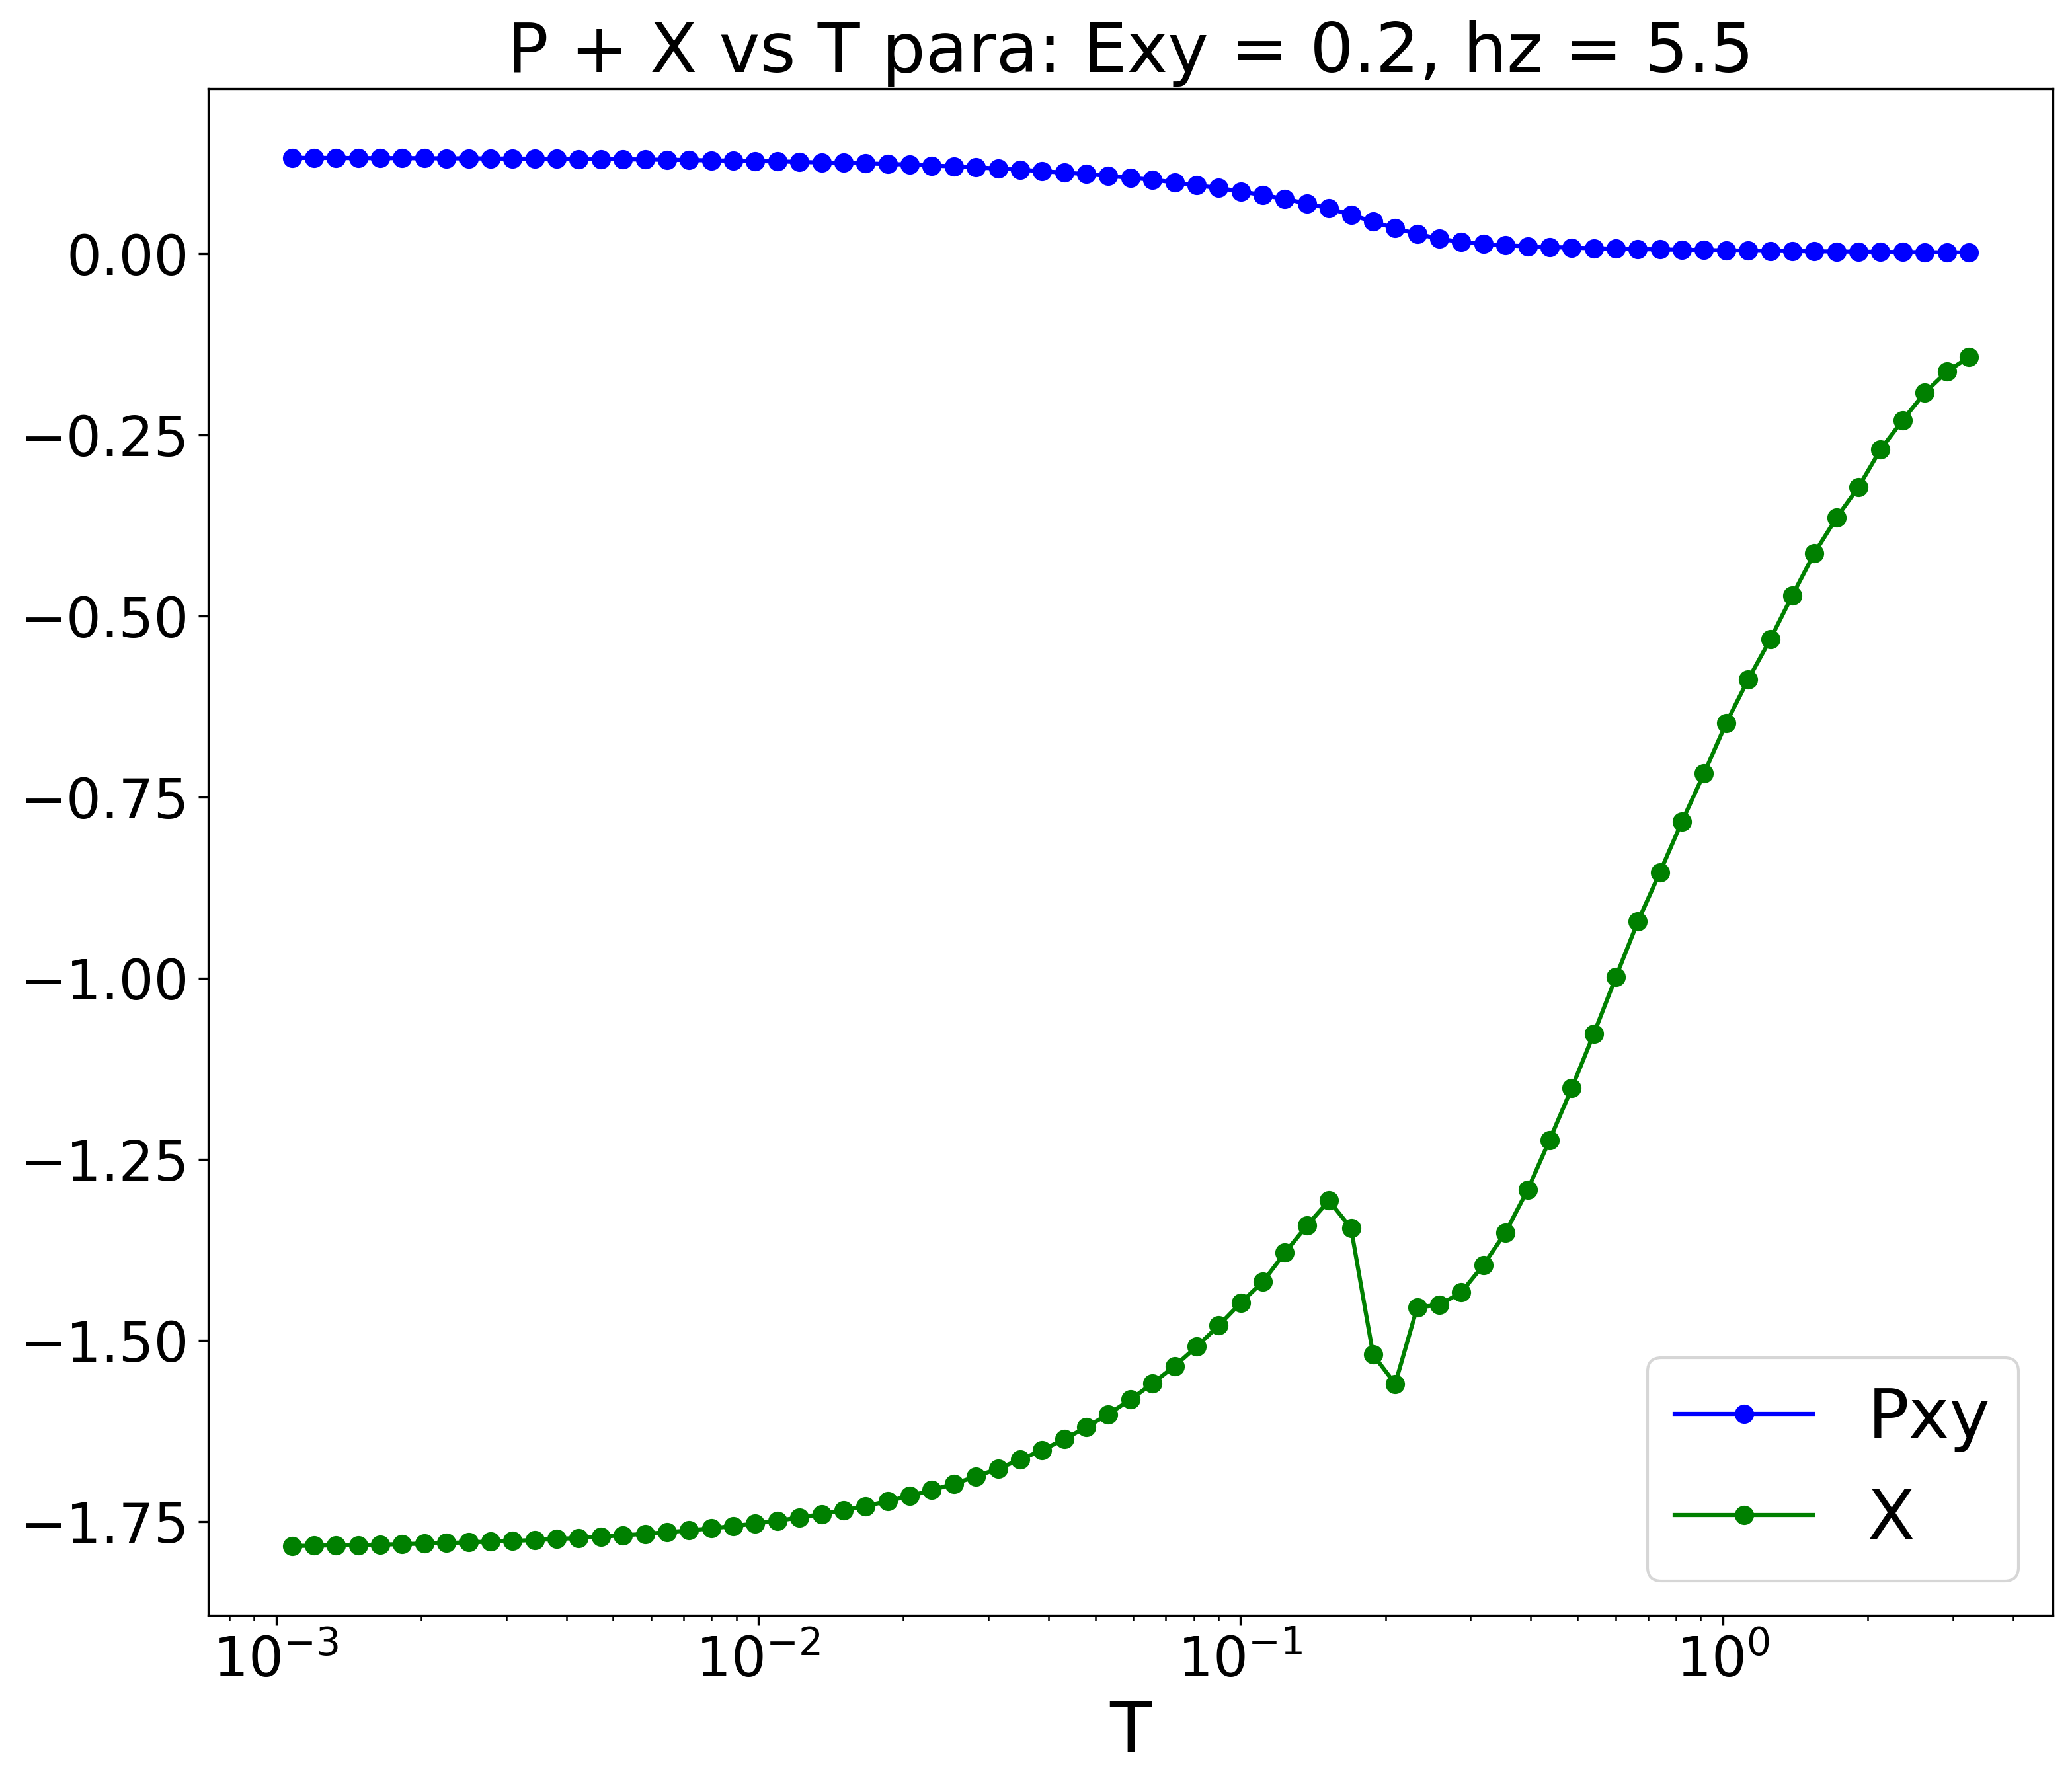 P + X vs T para: Exy = 0.2, hz = 5.5
0.00
−0.25
−0.50
−0.75
−1.00
−1.25
−1.50
−1.75
Pxy
X
10⁻³ 10⁻² 10⁻¹ 10⁰
T